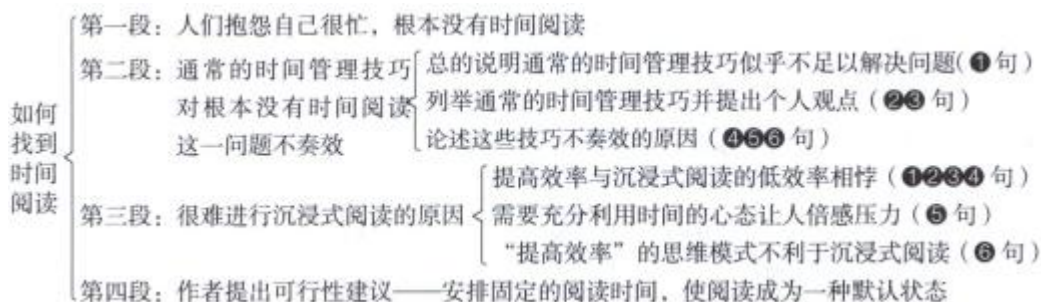 如何
找到
时间
阅读
第一段：人们抱怨自己很忙，根本没有时间阅读
第二段：通常的时间管理技巧
对根本没有时间阅读
这一问题不奏效
总的说明通常的时间管理技巧似乎不足以解决问题（❶句）
列举通常的时间管理技巧并提出个人观点（❷❸句）
论述这些技巧不奏效的原因（❹❺❻句）
第三段：很难进行沉浸式阅读的原因
提高效率与沉浸式阅读的低效率相悖（❶❷❸❹句）
需要充分利用时间的心态让人倍感压力（❺句）
“提高效率”的思维模式不利于沉浸式阅读（❻句）
第四段：作者提出可行性建议——安排固定的阅读时间，使阅读成为一种默认状态